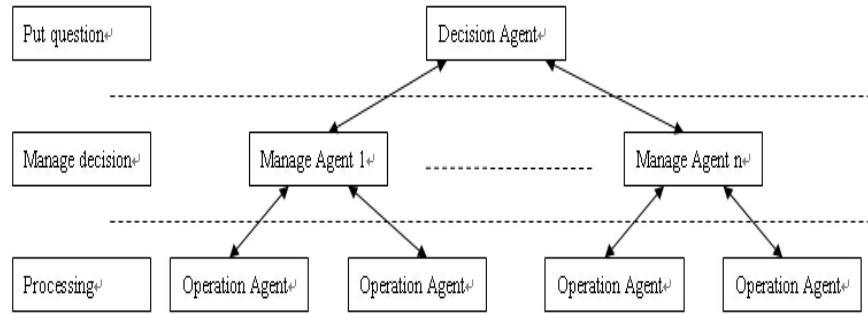 Put question↵
Decision Agent↵
Manage decision↵
Manage Agent 1↵
Manage Agent n↵
Processing↵
Operation Agent↵
Operation Agent↵
Operation Agent↵
Operation Agent↵